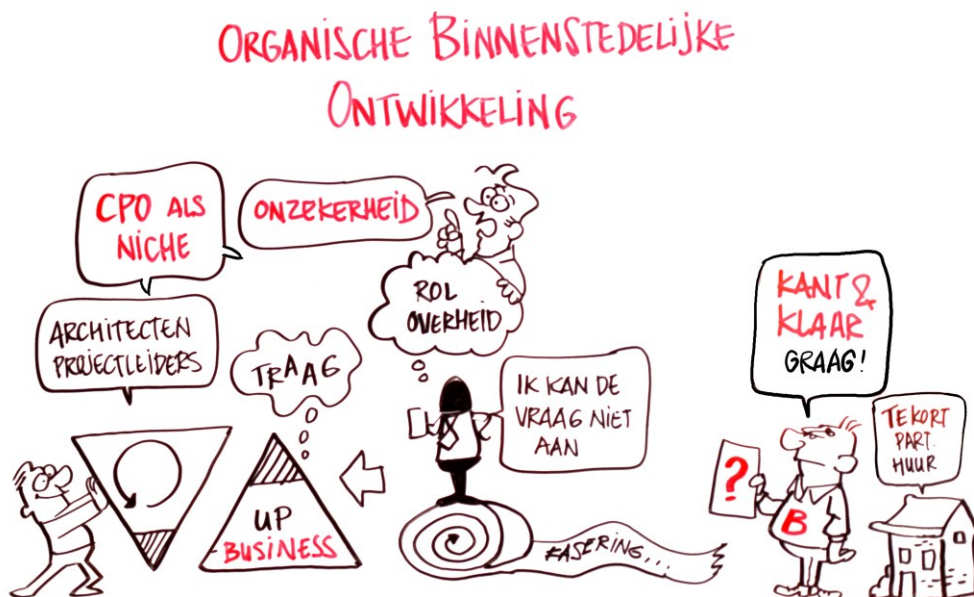 ORGANISCHE BINNENSTEDELIJKE
ONTWIKKELING
CPO ALS
NICHE
ONZEKERHEID
ROL
OVERHEID
ARCHITECTEN
PROJECTLEIDERS
TRAAG
IK KAN DE
VRAAG NIET
AAN
KANT &
KLAAR
GRAAG!
TEKORT
PART.
HUUR
?
B
UP
BUSINESS
FASERING...